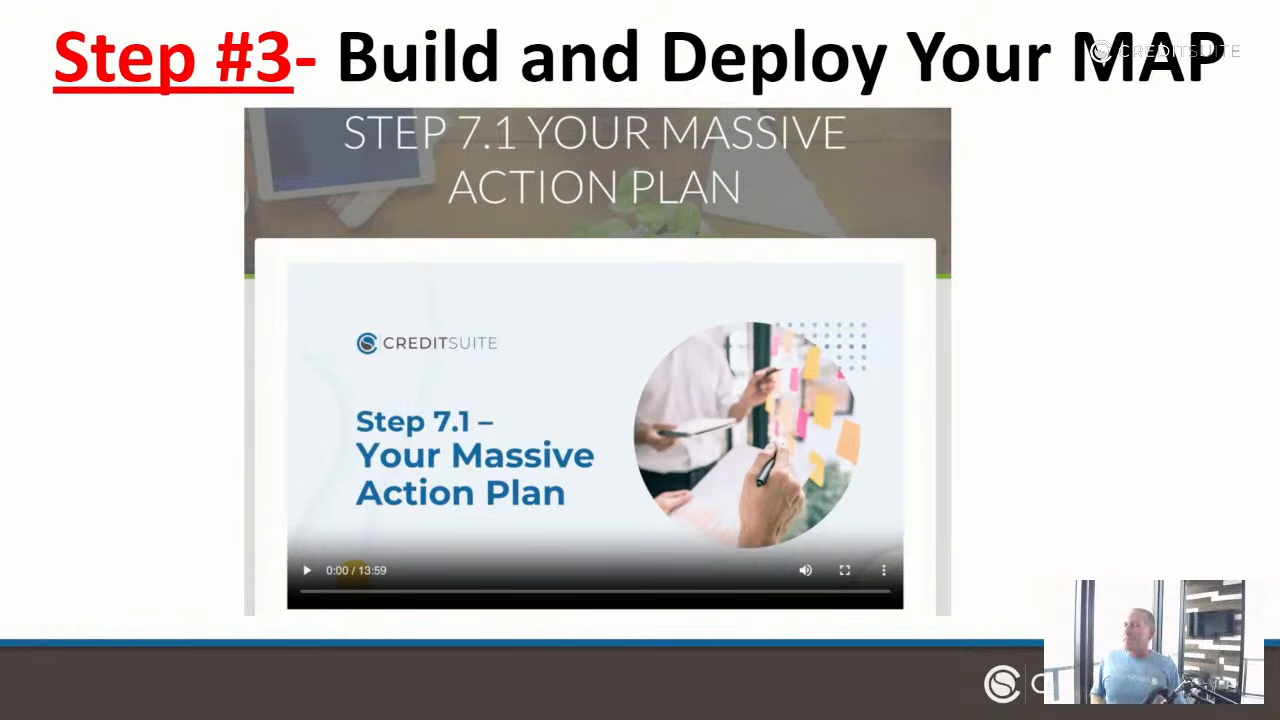 Step #3- Build and Deploy Your MAP
CREDITSUITE
STEP 7.1 YOUR MASSIVE
ACTION PLAN
CREDITSUITE
Step 7.1 –
Your Massive
Action Plan
0:00 / 13:59